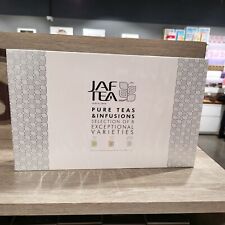 JAF
TEA
PURE TEAS
&INFUSIONS
SELECTION OF 8
EXCEPTIONAL
VARIETIES